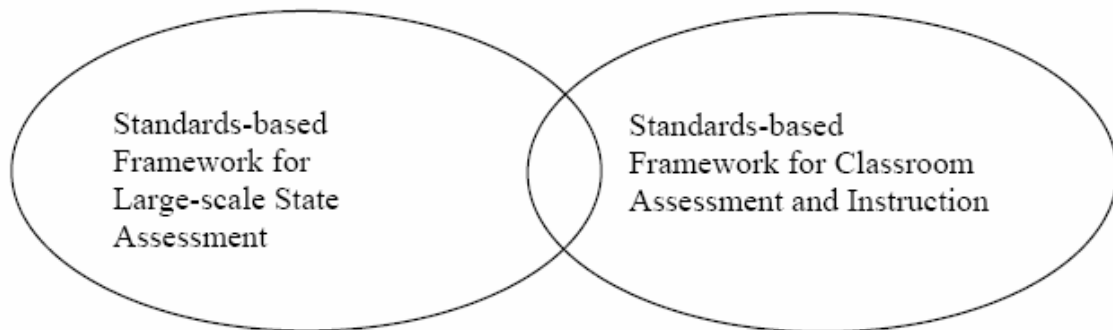 Standards-based
Framework for
Large-scale State
Assessment
Standards-based
Framework for Classroom
Assessment and Instruction